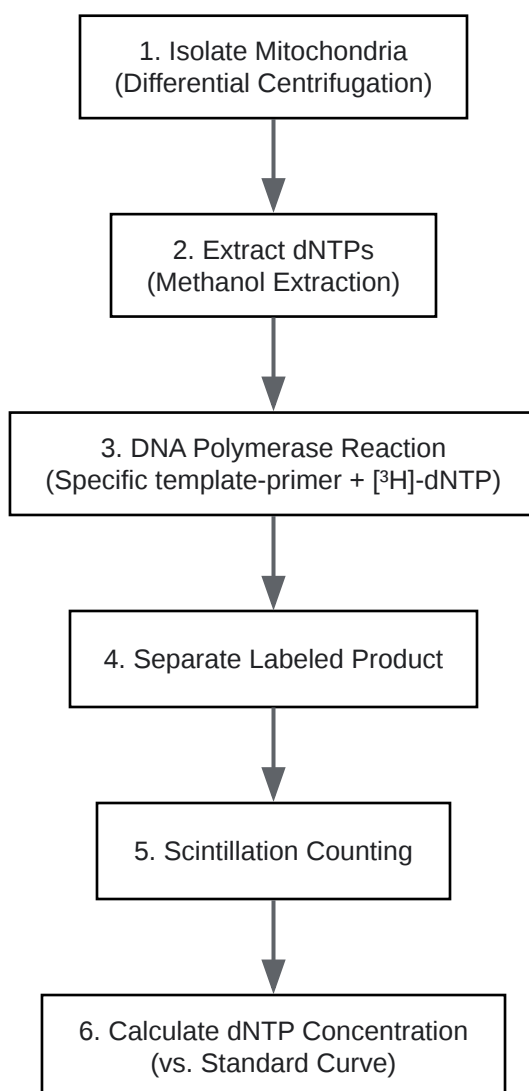 1. Isolate Mitochondria
(Differential Centrifugation)
2. Extract dNTPs
(Methanol Extraction)
3. DNA Polymerase Reaction
(Specific template-primer + [³H]-dNTP)
4. Separate Labeled Product
5. Scintillation Counting
6. Calculate dNTP Concentration
(vs. Standard Curve)